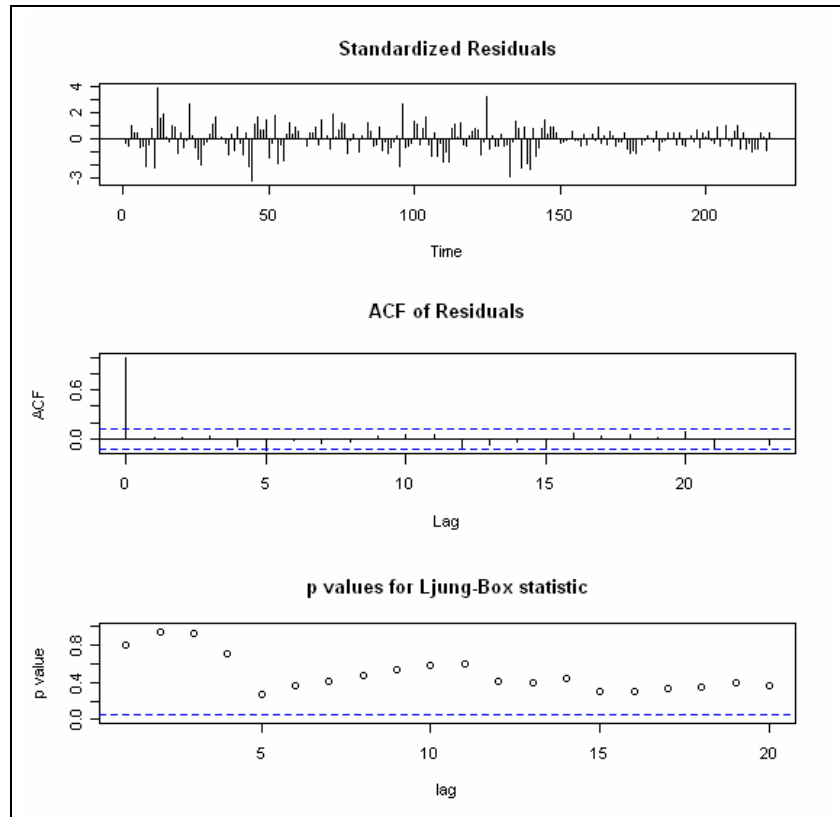 Standardized Residuals
4
2
0
-3
0
50
100
150
200
Time
ACF of Residuals
ACF
0.6
0.0
0
5
10
15
20
Lag
p values for Ljung-Box statistic
p value
0.8
0.4
0.0
5
10
15
20
lag